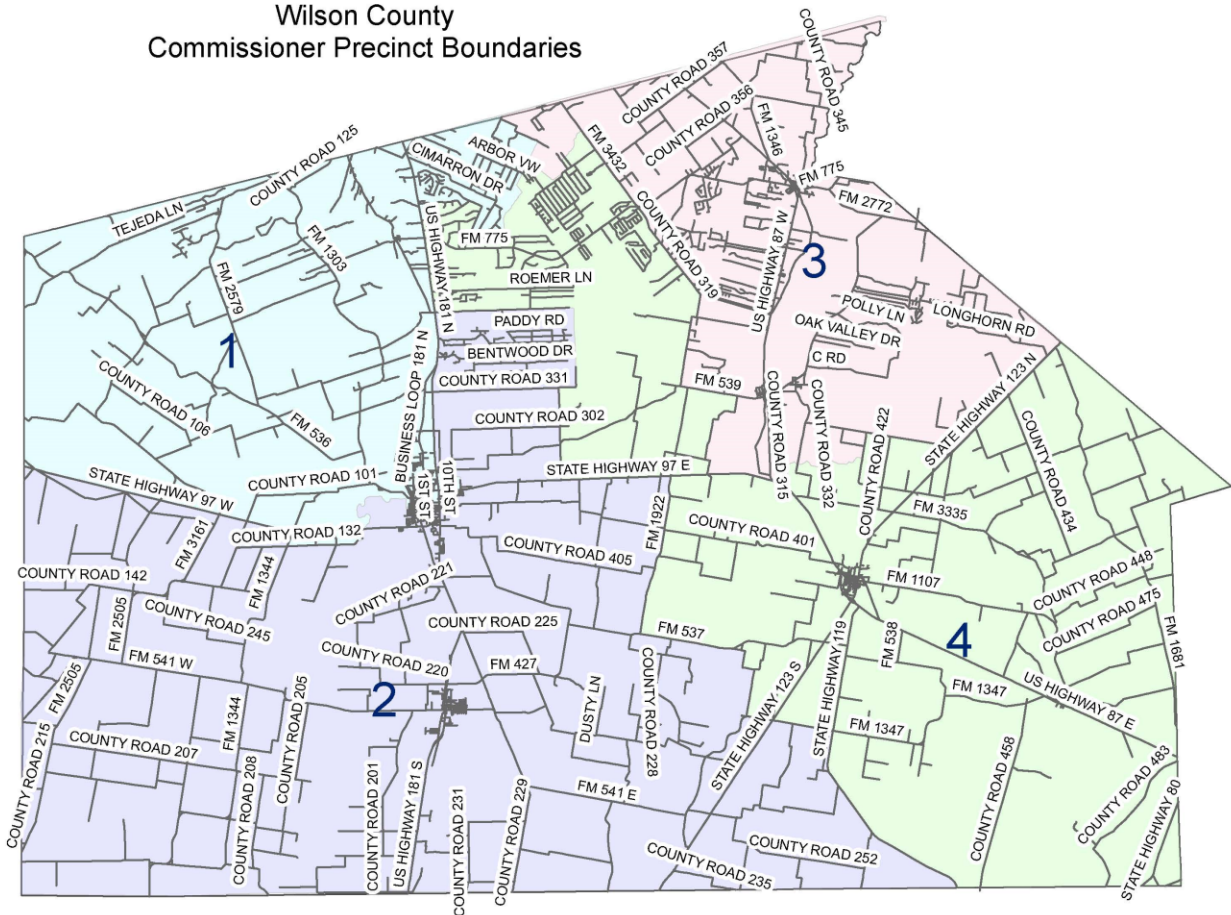 Wilson County
Commissioner Precinct Boundaries
COUNTY ROAD 357
COUNTY ROAD 345
COUNTY ROAD 356
FM 1346
FM 3432
COUNTY ROAD 125
ARBOR VW
CIMARRON DR
FM 775
FM 2772
TEJEDA LN
US HIGHWAY 181 N
FM 1303
FM 775
COUNTY ROAD 319
US HIGHWAY 87 W
3
ROEMER LN
FM 2579
POLLY LN
LONGHORN RD
PADDY RD
OAK VALLEY DR
1
BENTWOOD DR
C RD
BUSINESS LOOP 181 N
COUNTY ROAD 331
FM 539
STATE HIGHWAY 123 N
COUNTY ROAD 106
FM 536
COUNTY ROAD 302
COUNTY ROAD 315
COUNTY ROAD 332
COUNTY ROAD 422
COUNTY ROAD 434
STATE HIGHWAY 97 W
COUNTY ROAD 101
1ST ST
10TH ST
STATE HIGHWAY 97 E
FM 1922
FM 3335
FM 3161
COUNTY ROAD 132
COUNTY ROAD 405
COUNTY ROAD 401
COUNTY ROAD 142
FM 1344
COUNTY ROAD 221
FM 1107
COUNTY ROAD 448
COUNTY ROAD 475
FM 2505
COUNTY ROAD 245
COUNTY ROAD 225
FM 537
STATE HIGHWAY 119
FM 538
4
FM 1681
FM 541 W
COUNTY ROAD 220
FM 427
FM 2505
COUNTY ROAD 205
2
DUSTY LN
COUNTY ROAD 228
STATE HIGHWAY 123 S
FM 1347
US HIGHWAY 87 E
FM 1344
FM 1347
COUNTY ROAD 215
COUNTY ROAD 207
COUNTY ROAD 208
COUNTY ROAD 201
US HIGHWAY 181 S
COUNTY ROAD 231
COUNTY ROAD 229
FM 541 E
COUNTY ROAD 458
COUNTY ROAD 483
STATE HIGHWAY 80
COUNTY ROAD 252
COUNTY ROAD 235